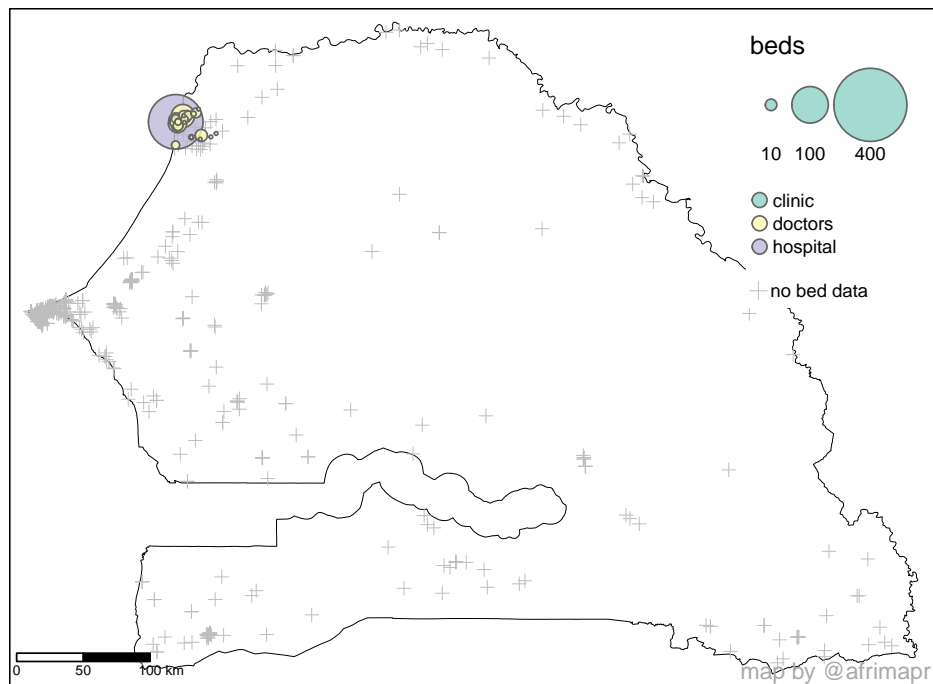 beds
10 100 400
clinic
doctors
hospital
no bed data
0 50 100 km
map by @afrimapr